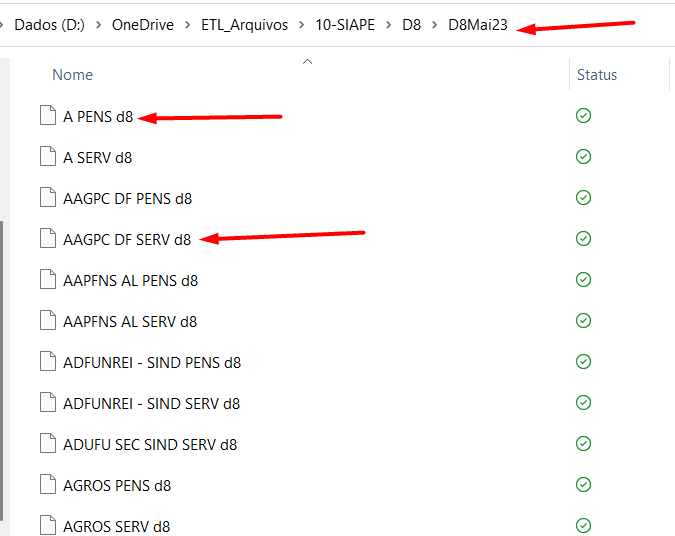 Dados (D:) > OneDrive > ETL_Arquivos > 10-SIAPE > D8 > D8Mai23
Nome Status
A PENS d8
A SERV d8
AAGPC DF PENS d8
AAGPC DF SERV d8
AAPFNS AL PENS d8
AAPFNS AL SERV d8
ADFUNREI - SIND PENS d8
ADFUNREI - SIND SERV d8
ADUFU SEC SIND SERV d8
AGROS PENS d8
AGROS SERV d8